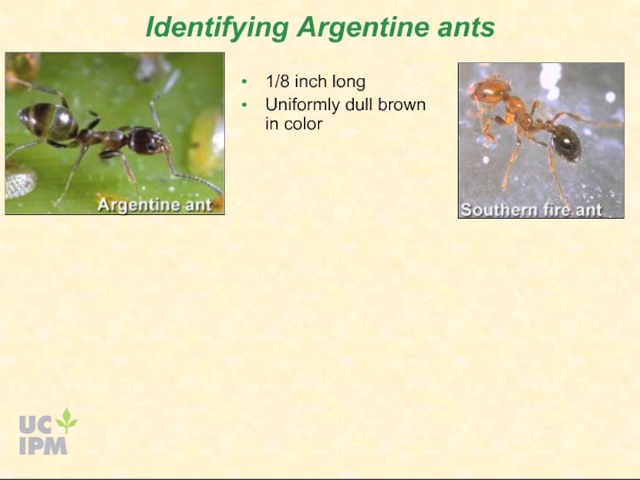 Identifying Argentine ants
• 1/8 inch long
• Uniformly dull brown
in color
Argentine ant
Southern fire ant
UC
IPM